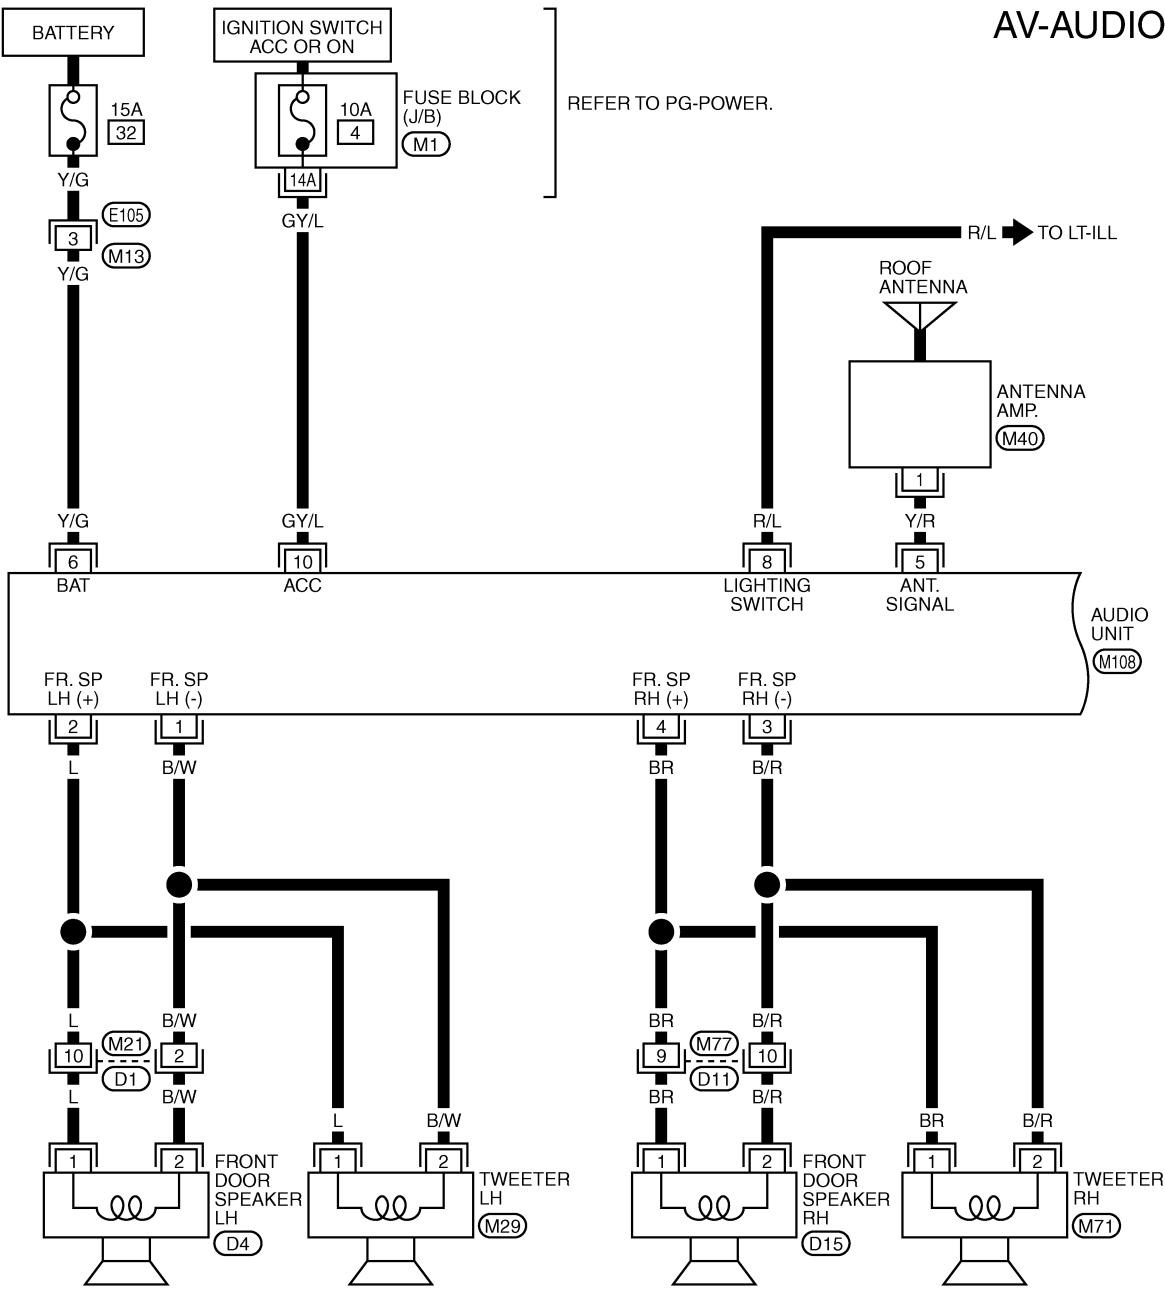 AV-AUDIO
BATTERY
IGNITION SWITCH
ACC OR ON
15A
32
10A
4
FUSE BLOCK
(J/B)
M1
REFER TO PG-POWER.
14A
Y/G
GY/L
E105
3
M13
Y/G
R/L
TO LT-ILL
ROOF
ANTENNA
ANTENNA
AMP.
M40
1
Y/G
GY/L
R/L
Y/R
6
10
8
5
BAT
ACC
LIGHTING
SWITCH
ANT.
SIGNAL
AUDIO
UNIT
M108
FR. SP
LH (+)
FR. SP
LH (-)
FR. SP
RH (+)
FR. SP
RH (-)
2
1
4
3
L
B/W
BR
B/R
L
B/W
BR
B/R
10
M21
D1
2
9
M77
D11
10
L
B/W
BR
B/R
L
B/W
BR
B/R
1
2
FRONT
DOOR
SPEAKER
LH
D4
1
2
TWEETER
LH
M29
1
2
FRONT
DOOR
SPEAKER
RH
D15
1
2
TWEETER
RH
M71